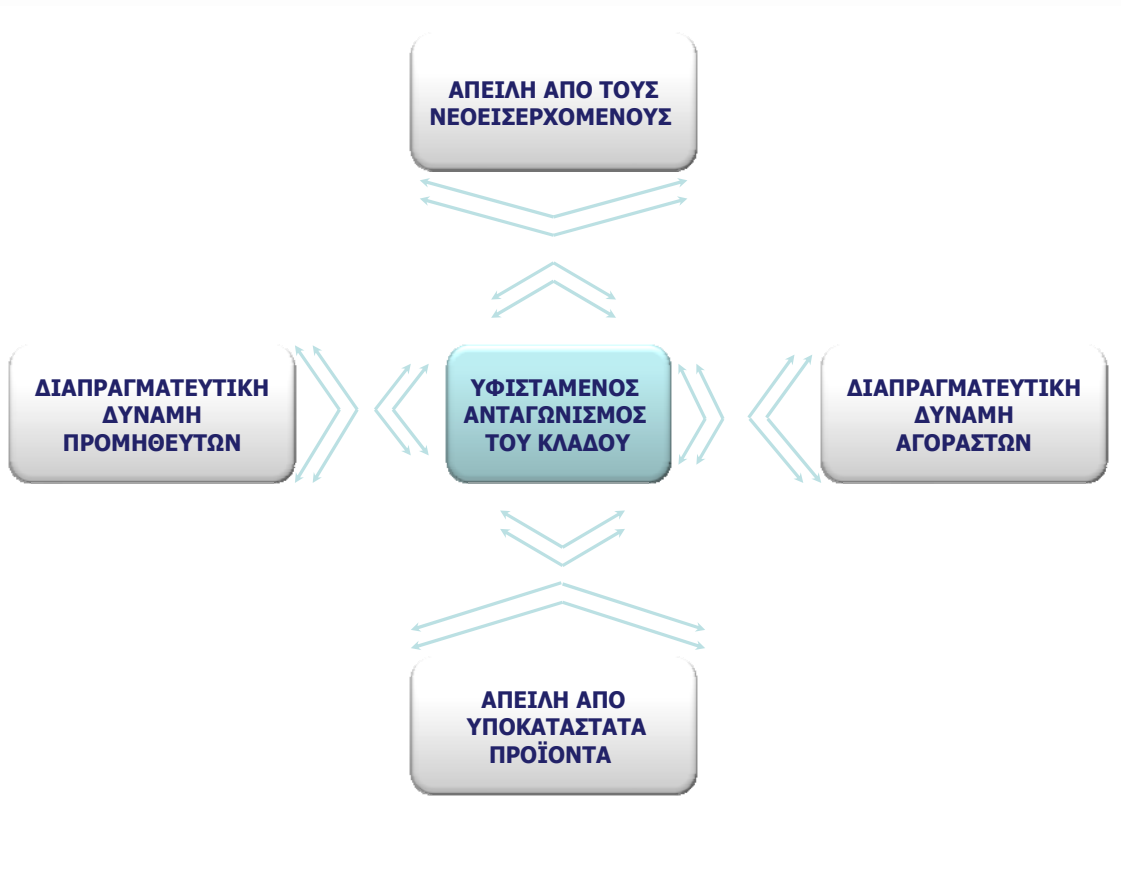 ΑΠΕΙΛΗ ΑΠΟ ΤΟΥΣ
ΝΕΟΕΙΣΕΡΧΟΜΕΝΟΥΣ
ΔΙΑΠΡΑΓΜΑΤΕΥΤΙΚΗ
ΔΥΝΑΜΗ
ΠΡΟΜΗΘΕΥΤΩΝ
ΥΦΙΣΤΑΜΕΝΟΣ
ΑΝΤΑΓΩΝΙΣΜΟΣ
ΤΟΥ ΚΛΑΔΟΥ
ΔΙΑΠΡΑΓΜΑΤΕΥΤΙΚΗ
ΔΥΝΑΜΗ
ΑΓΟΡΑΣΤΩΝ
ΑΠΕΙΛΗ ΑΠΟ
ΥΠΟΚΑΤΑΣΤΑΤΑ
ΠΡΟΪΟΝΤΑ